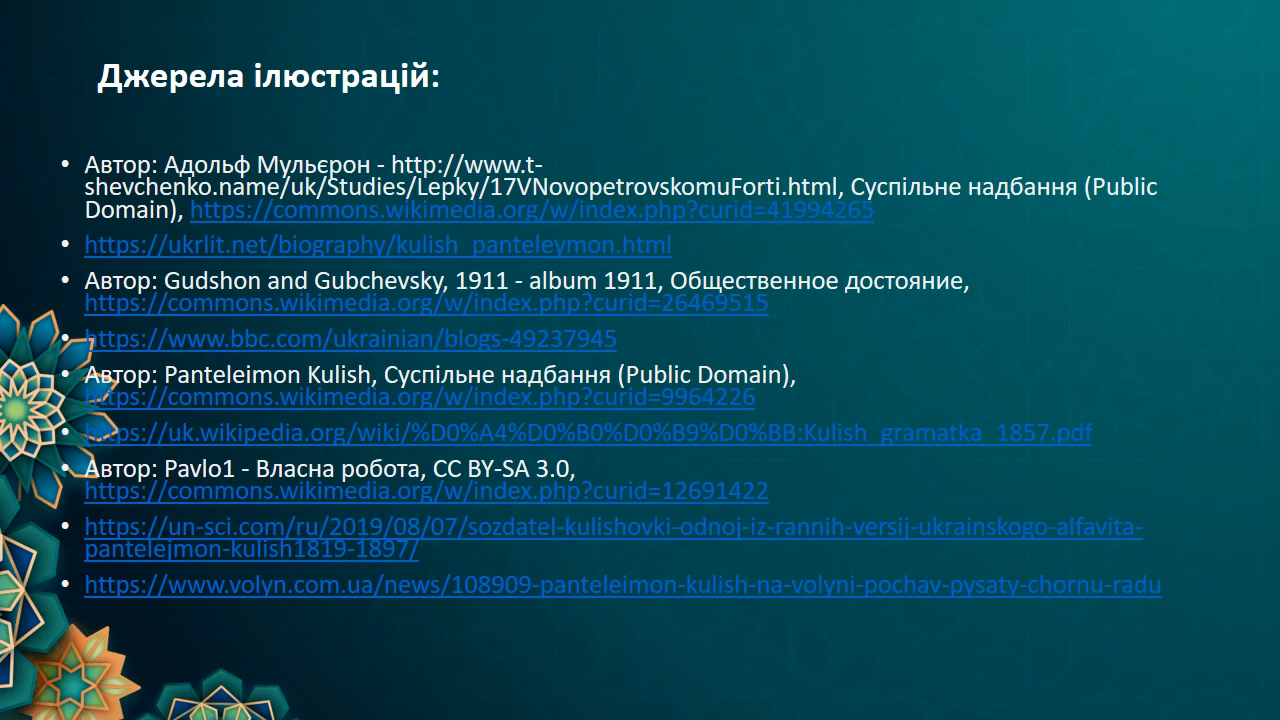 Джерела ілюстрацій:
• Автор: Адольф Мульєрон - http://www.t-
shevchenko.name/uk/Studies/Lepky/17VNovopetrovskomuForti.html, Суспільне надбання (Public
Domain), https://commons.wikimedia.org/w/index.php?curid=41994265
• https://ukrlit.net/biography/kulish_panteleymon.html
• Автор: Gudshon and Gubchevsky, 1911 - album 1911, Общественное достояние,
https://commons.wikimedia.org/w/index.php?curid=26469515
• https://www.bbc.com/ukrainian/blogs-49237945
• Автор: Panteleimon Kulish, Суспільне надбання (Public Domain),
https://commons.wikimedia.org/w/index.php?curid=9964226
• https://uk.wikipedia.org/wiki/%D0%A4%D0%B0%D0%B9%D0%BB:Kulish_gramatka_1857.pdf
• Автор: Pavlo1 - Власна робота, CC BY-SA 3.0,
https://commons.wikimedia.org/w/index.php?curid=12691422
• https://un-sci.com/ru/2019/08/07/sozdatel-kulishovki-odnoj-iz-rannih-versij-ukrainskogo-alfavita-
pantelejmon-kulish1819-1897/
• https://www.volyn.com.ua/news/108909-panteleimon-kulish-na-volyni-pochav-pysaty-chornu-radu